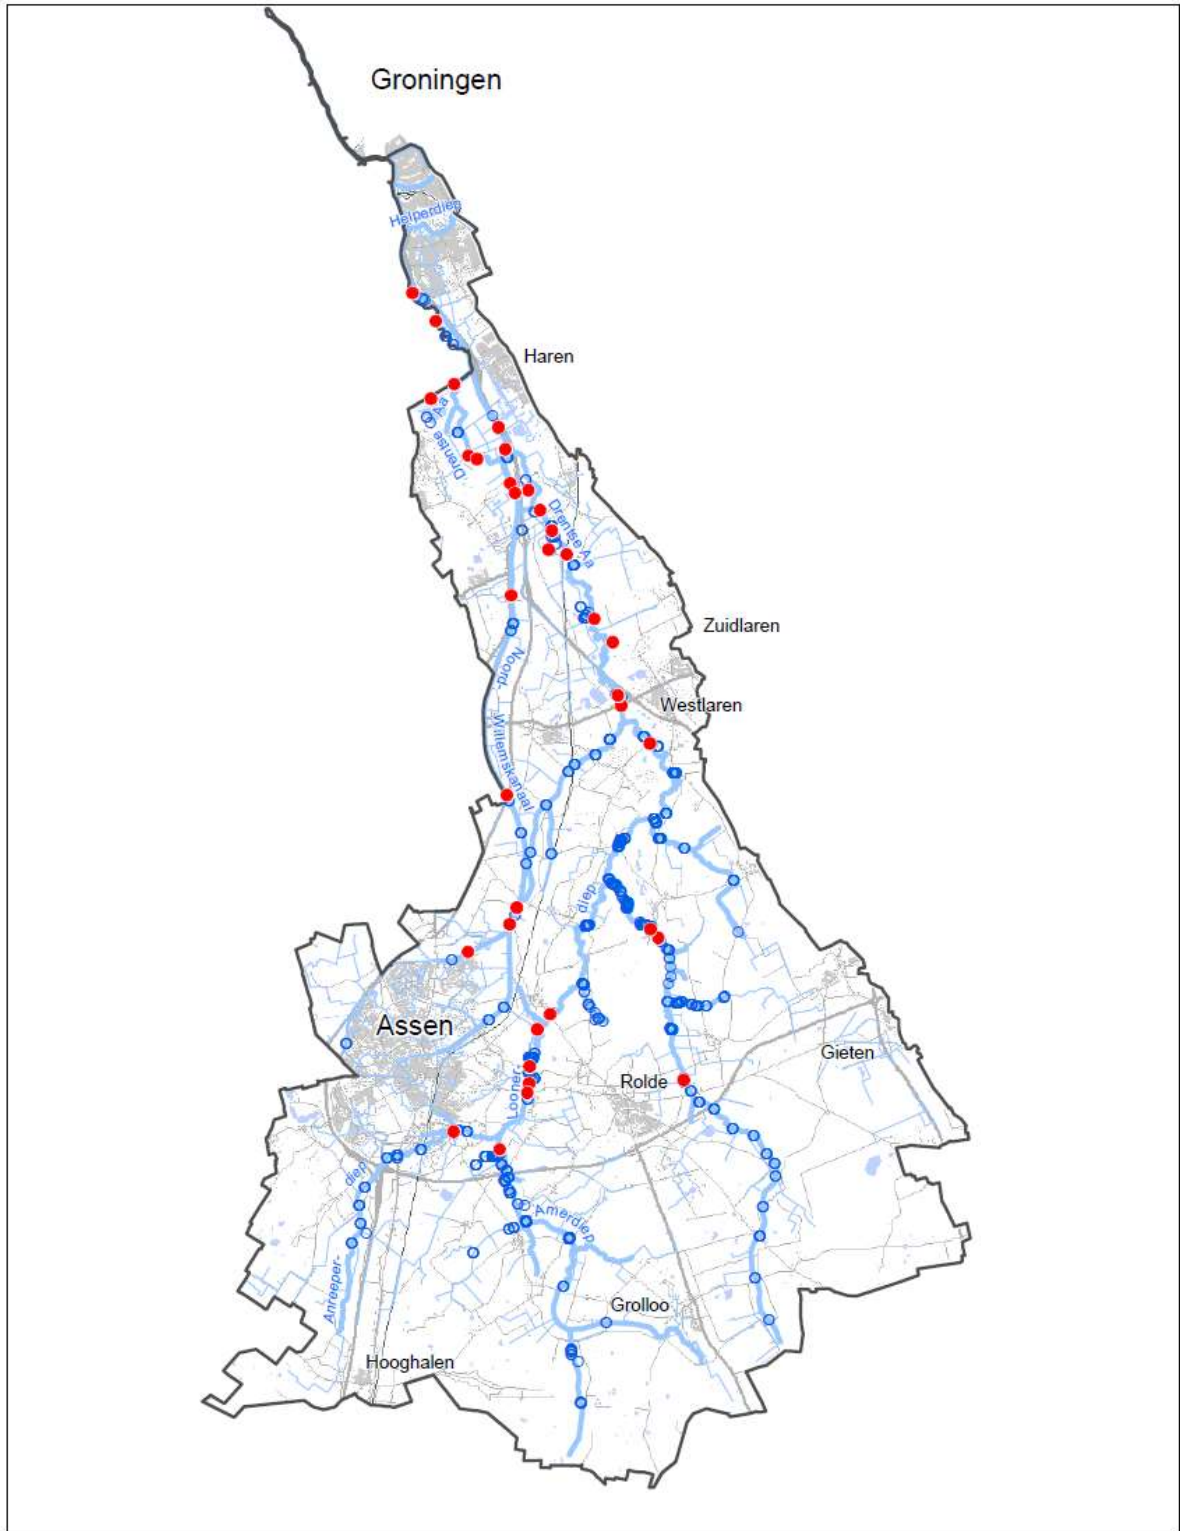 Groningen
Helperdiep
Haren
Drentse Aa
Drentse Aa
Zuidlaren
Noord-
Westlaren
Willemskanaal
diep
Assen
Gieten
Rolde
Looner-
diep
Amerdiep
Anreeper-
Grolloo
Hooghalen